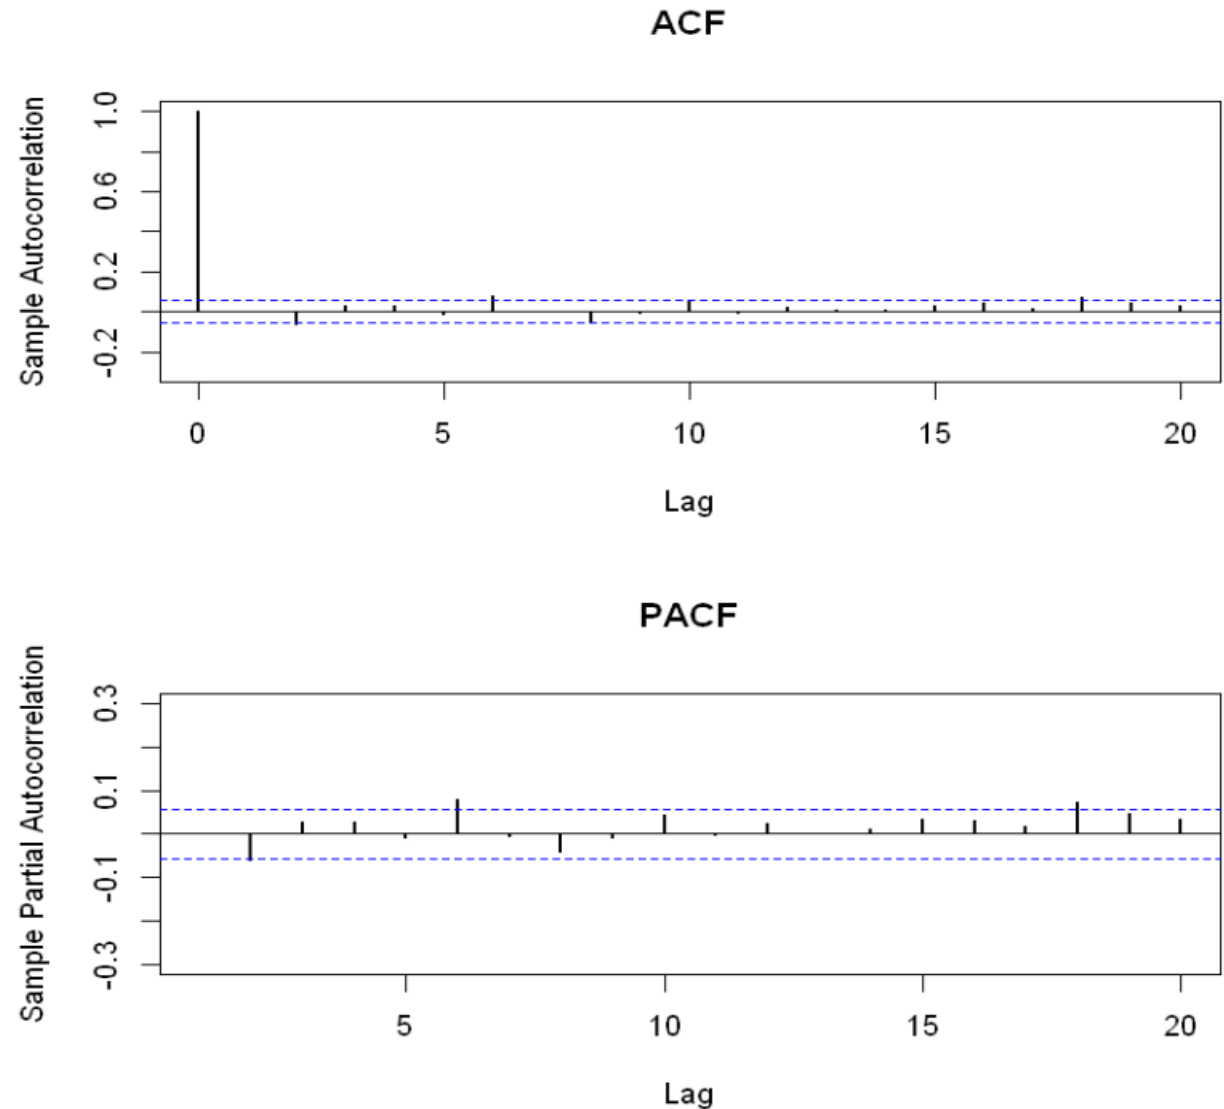 ACF
Sample Autocorrelation
1.0
0.6
0.2
-0.2
0 5 10 15 20
Lag
PACF
Sample Partial Autocorrelation
0.3
0.1
-0.1
-0.3
5 10 15 20
Lag